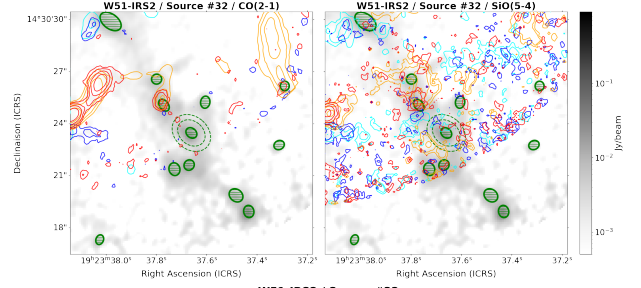 W51-IRS2 / Source #32 / CO(2-1)
W51-IRS2 / Source #32 / SiO(5-4)
14°30'30"
27"
24"
21"
18"
Declinaison (ICRS)
19ʰ23ᵐ38.0ˢ
37.8ˢ
37.6ˢ
37.4ˢ
37.2ˢ
Right Ascension (ICRS)
19ʰ23ᵐ38.0ˢ
37.8ˢ
37.6ˢ
37.4ˢ
37.2ˢ
Right Ascension (ICRS)
10⁻¹
10⁻²
10⁻³
Jy/beam